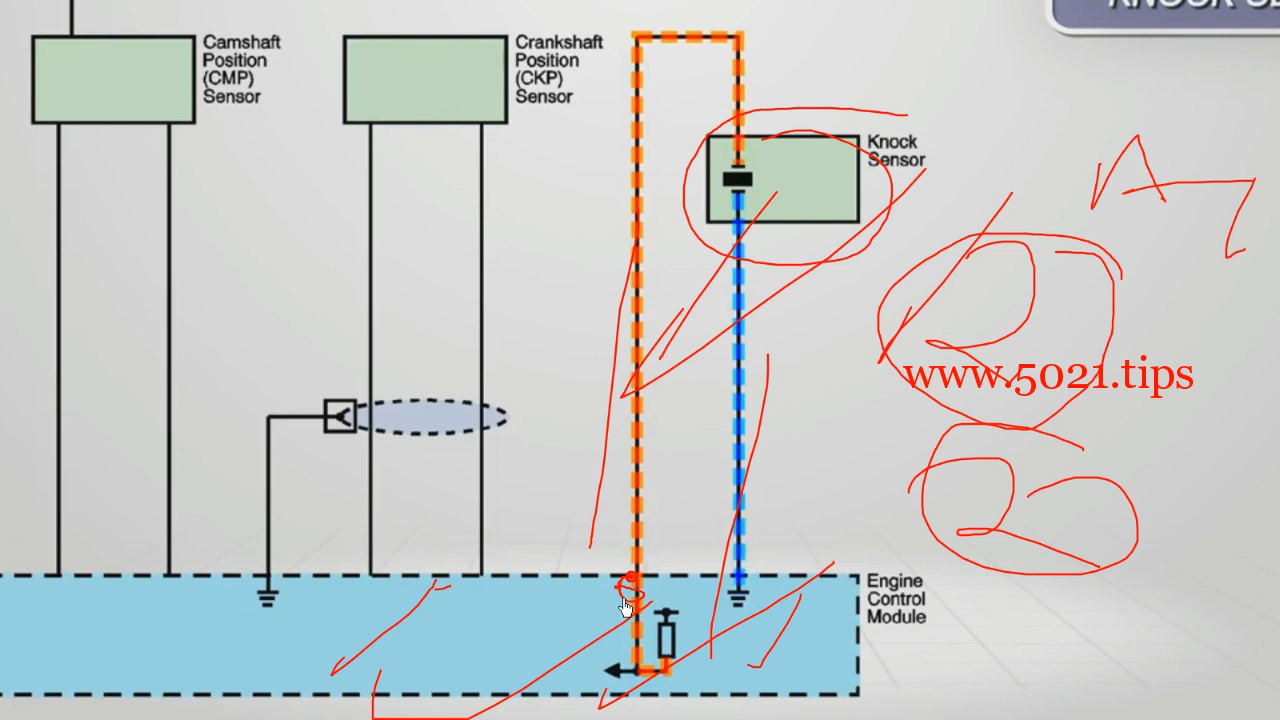 Camshaft
Position
(CMP)
Sensor
Crankshaft
Position
(CKP)
Sensor
Knock
Sensor
www.5021.tips
Engine
Control
Module